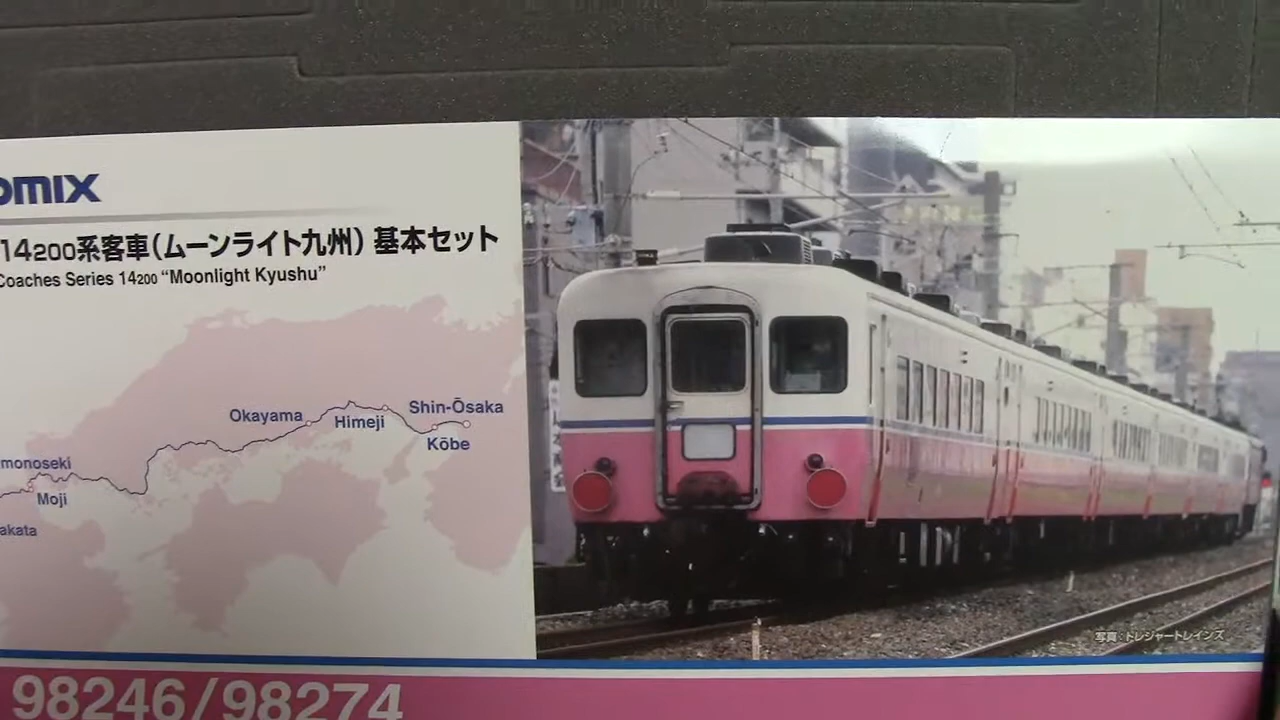 omix
14200系客車(ムーンライト九州) 基本セット
Coaches Series 14200 “Moonlight Kyushu”
Okayama
Himeji
Shin-Ōsaka
Kōbe
monoseki
Moji
akata
写真:トレジャートレインズ
98246/98274